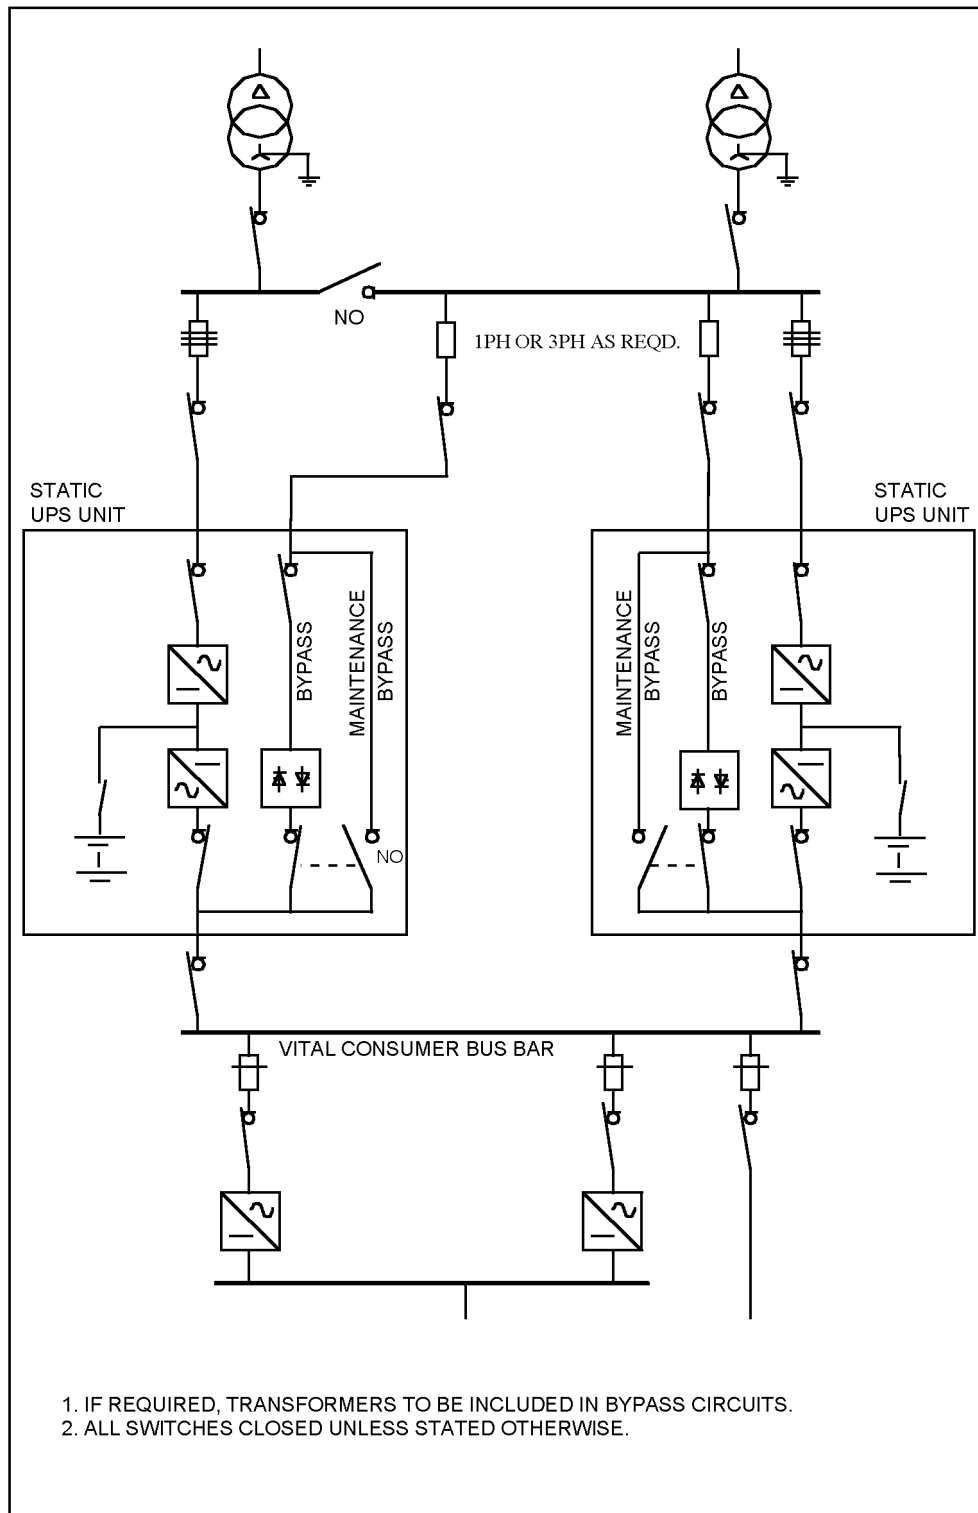 NO
1PH OR 3PH AS REQD.
STATIC
UPS UNIT
STATIC
UPS UNIT
BYPASS
MAINTENANCE
BYPASS
MAINTENANCE
BYPASS
BYPASS
NO
VITAL CONSUMER BUS BAR
1. IF REQUIRED, TRANSFORMERS TO BE INCLUDED IN BYPASS CIRCUITS.
2. ALL SWITCHES CLOSED UNLESS STATED OTHERWISE.